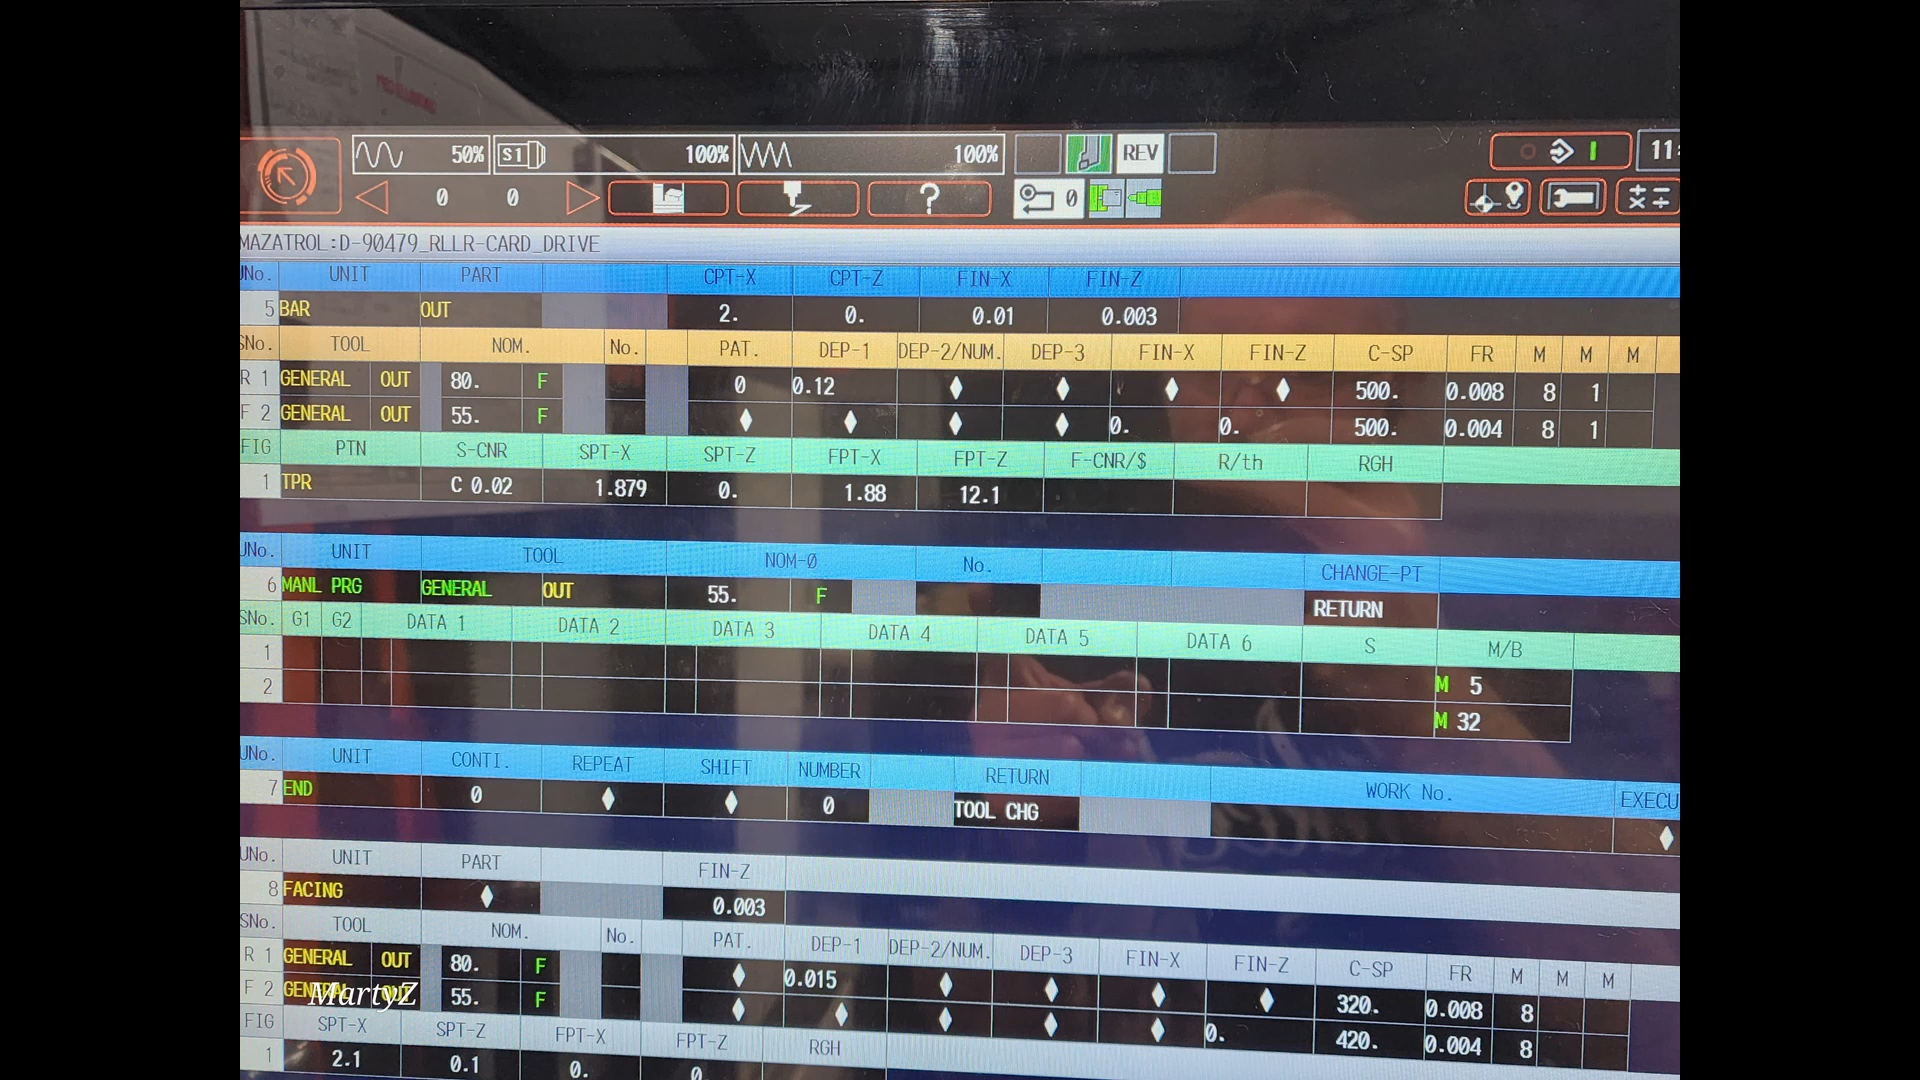 50% S1 100% 100% REV 11:
0 0 ? 0
MAZATROL:D-90479_RLLR-CARD_DRIVE
UNo. UNIT PART CPT-X CPT-Z FIN-X FIN-Z
5 BAR OUT 2. 0. 0.01 0.003
SNo. TOOL NOM. No. PAT. DEP-1 DEP-2/NUM. DEP-3 FIN-X FIN-Z C-SP FR M M M
R 1 GENERAL OUT 80. F 0 0.12 ♦ ♦ ♦ ♦ 500. 0.008 8 1
F 2 GENERAL OUT 55. F ♦ ♦ ♦ ♦ 0. 0. 500. 0.004 8 1
FIG PTN S-CNR SPT-X SPT-Z FPT-X FPT-Z F-CNR/$ R/th RGH
1 TPR C 0.02 1.879 0. 1.88 12.1
UNo. UNIT TOOL NOM-Ø No. CHANGE-PT
6 MANL PRG GENERAL OUT 55. F RETURN
SNo. G1 G2 DATA 1 DATA 2 DATA 3 DATA 4 DATA 5 DATA 6 S M/B
1 M 5
2 M 32
UNo. UNIT CONTI. REPEAT SHIFT NUMBER RETURN WORK No. EXECU
7 END 0 ♦ ♦ 0 TOOL CHG ♦
UNo. UNIT PART FIN-Z
8 FACING ♦ 0.003
SNo. TOOL NOM. No. PAT. DEP-1 DEP-2/NUM. DEP-3 FIN-X FIN-Z C-SP FR M M M
R 1 GENERAL OUT 80. F ♦ 0.015 ♦ ♦ ♦ ♦ 320. 0.008 8
F 2 GENERAL OUT 55. F ♦ ♦ ♦ ♦ ♦ 0. 420. 0.004 8
MartyZ
FIG SPT-X SPT-Z FPT-X FPT-Z RGH
1 2.1 0.1 0. 0